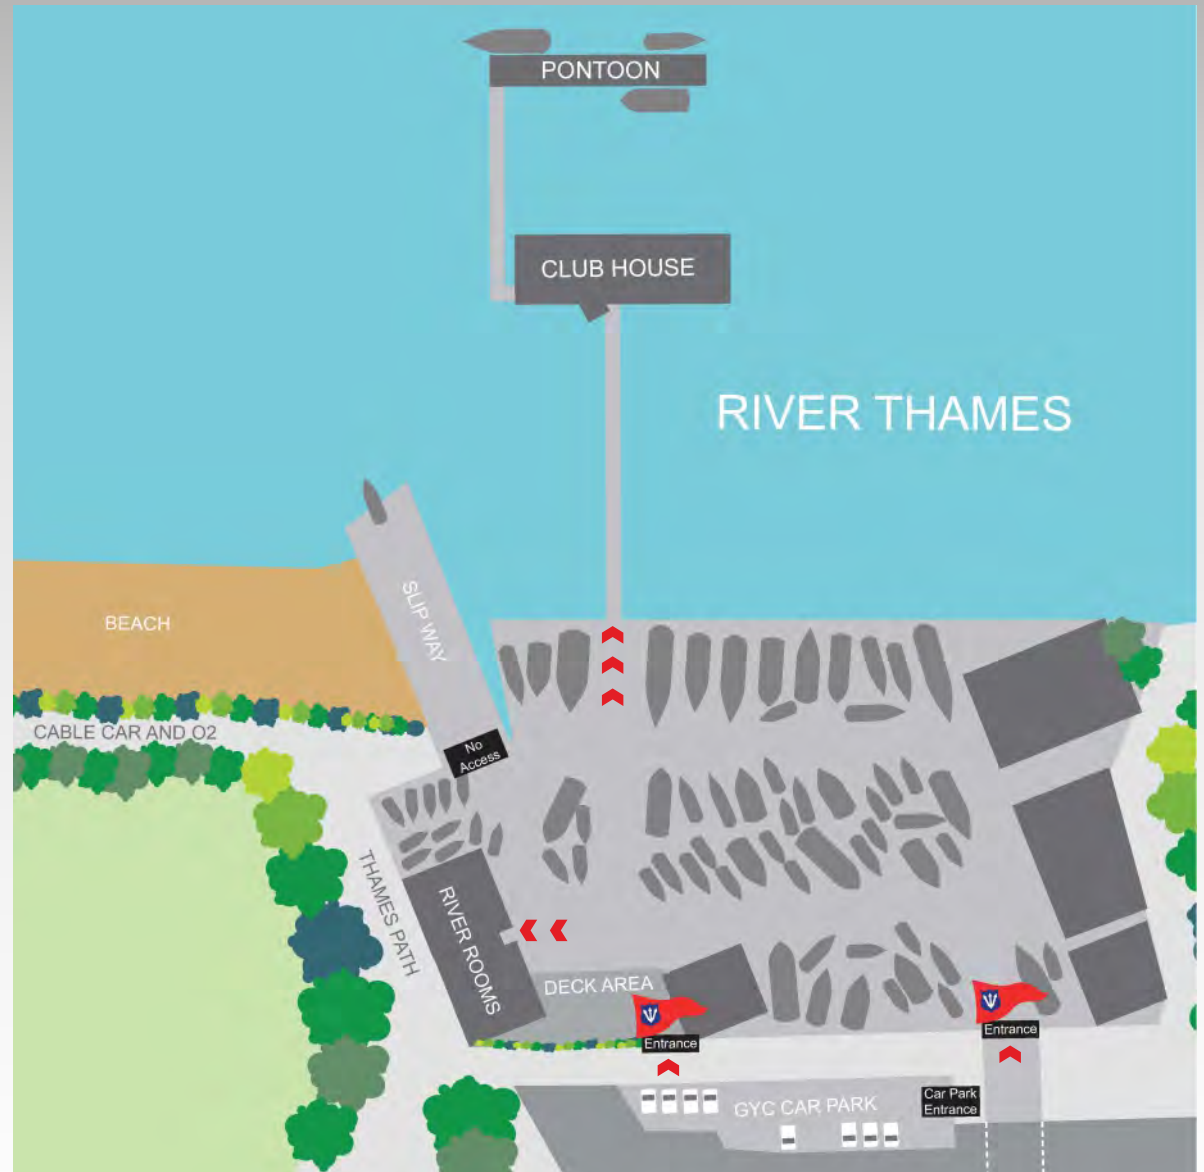 PONTOON
CLUB HOUSE
RIVER THAMES
SLIP WAY
BEACH
CABLE CAR AND O2
No
Access
THAMES PATH
RIVER ROOMS
DECK AREA
Entrance
Entrance
GYC CAR PARK
Car Park
Entrance